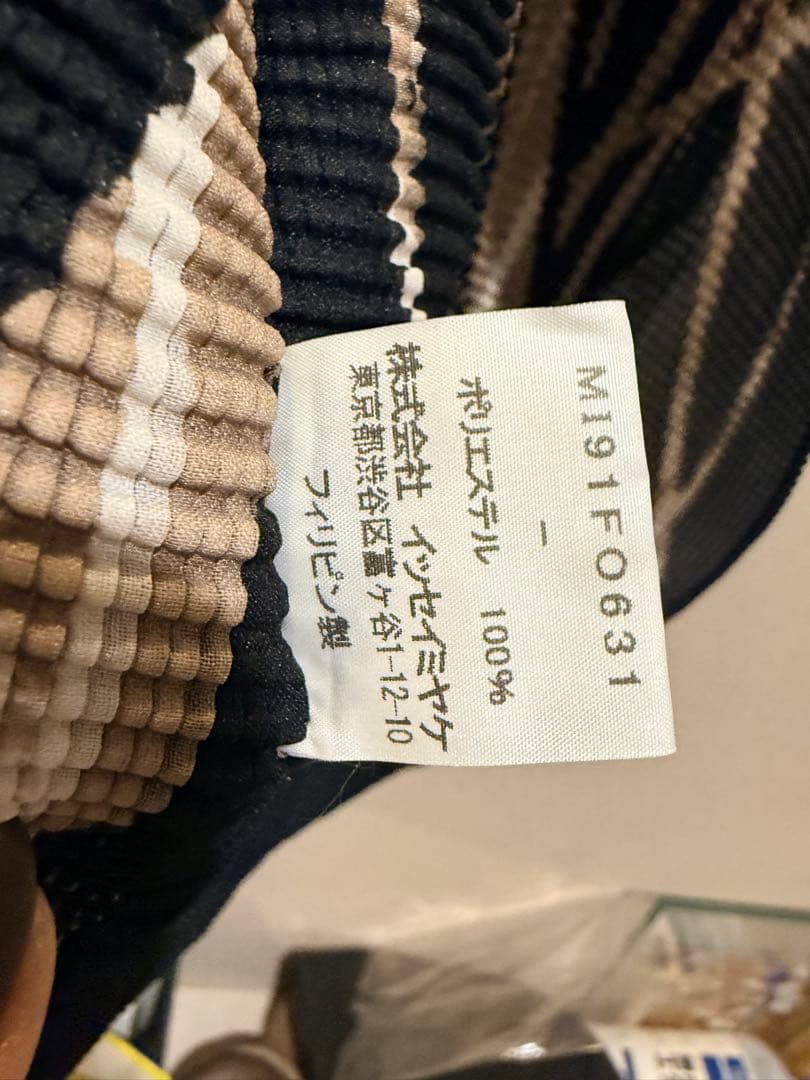 MI91FO631
–
ポリエステル 100%
株式会社 イッセイミヤケ
東京都渋谷区富ヶ谷1-12-10
フィリピン製